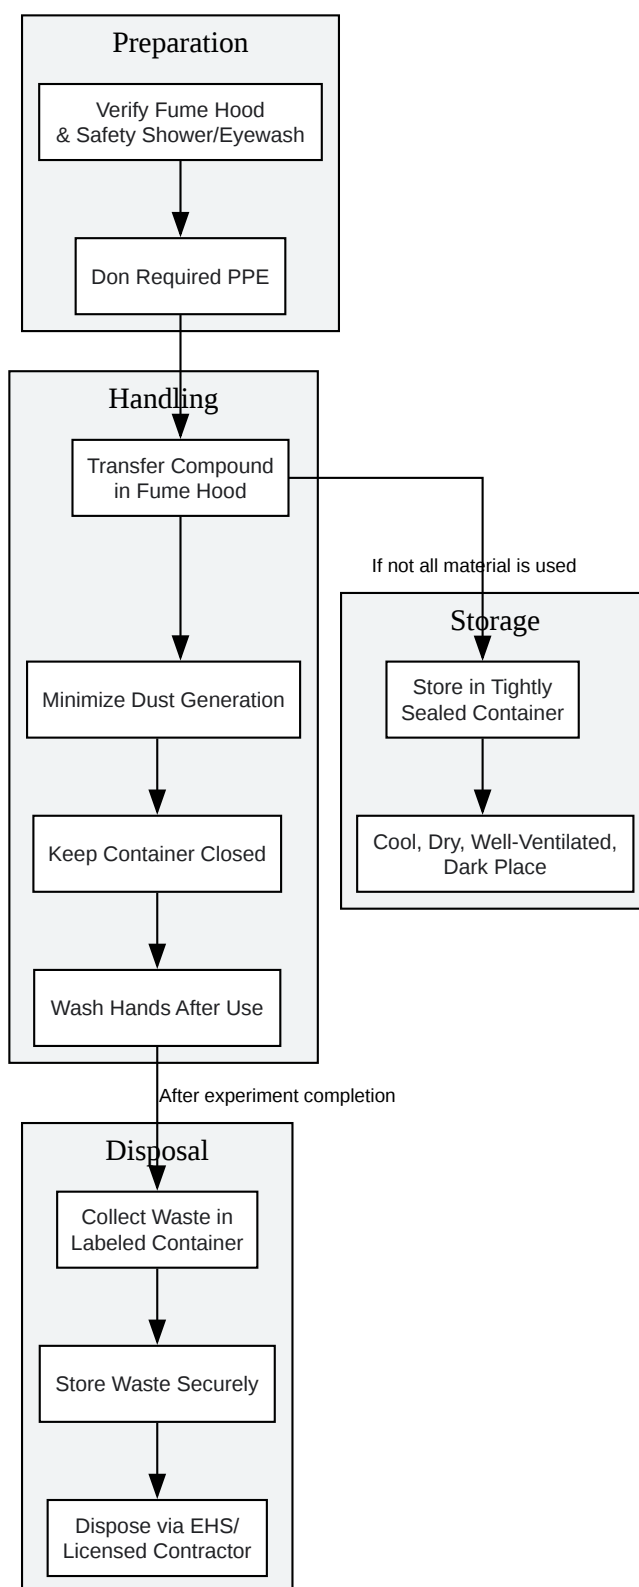 Preparation
Verify Fume Hood
& Safety Shower/Eyewash
Don Required PPE
Handling
Transfer Compound
in Fume Hood
If not all material is used
Storage
Minimize Dust Generation
Store in Tightly
Sealed Container
Keep Container Closed
Cool, Dry, Well-Ventilated,
Dark Place
Wash Hands After Use
After experiment completion
Disposal
Collect Waste in
Labeled Container
Store Waste Securely
Dispose via EHS/
Licensed Contractor